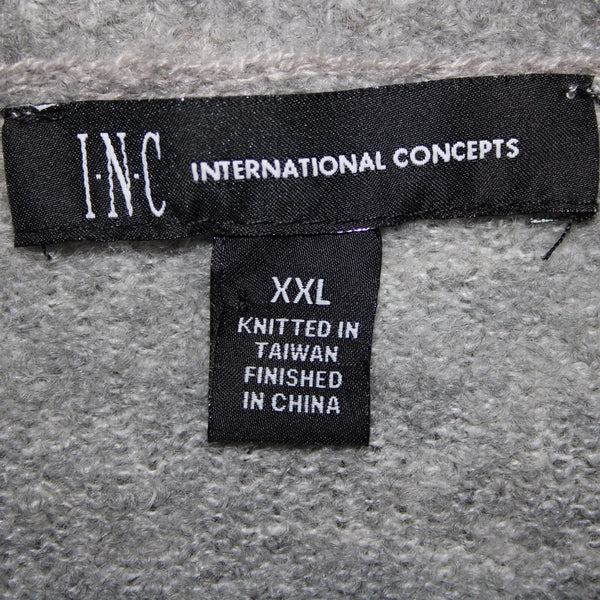 I·N·C INTERNATIONAL CONCEPTS
XXL
KNITTED IN
TAIWAN
FINISHED
IN CHINA